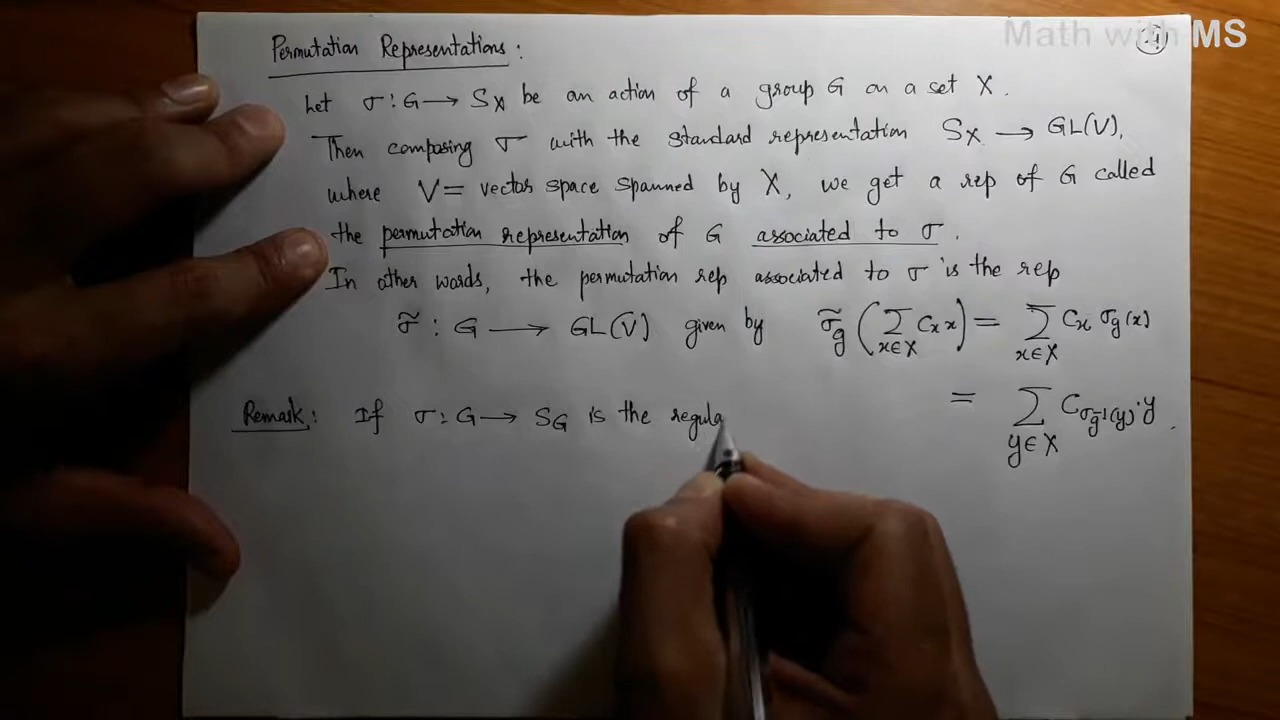 Math with MS
Permutation Representations:
Let σ: G → S_X be an action of a group G on a set X.
Then composing σ with the standard representation S_X → GL(V),
where V = vector space spanned by X, we get a rep of G called
the permutation representation of G associated to σ.
In other words, the permutation rep associated to σ is the rep
σ̃ : G → GL(V) given by σ̃_g (∑_{x∈X} C_x x) = ∑_{x∈X} C_x σ_g(x)
= ∑_{y∈X} C_{σ_g^{-1}(y)} · y .
Remark: If σ: G → S_G is the regula